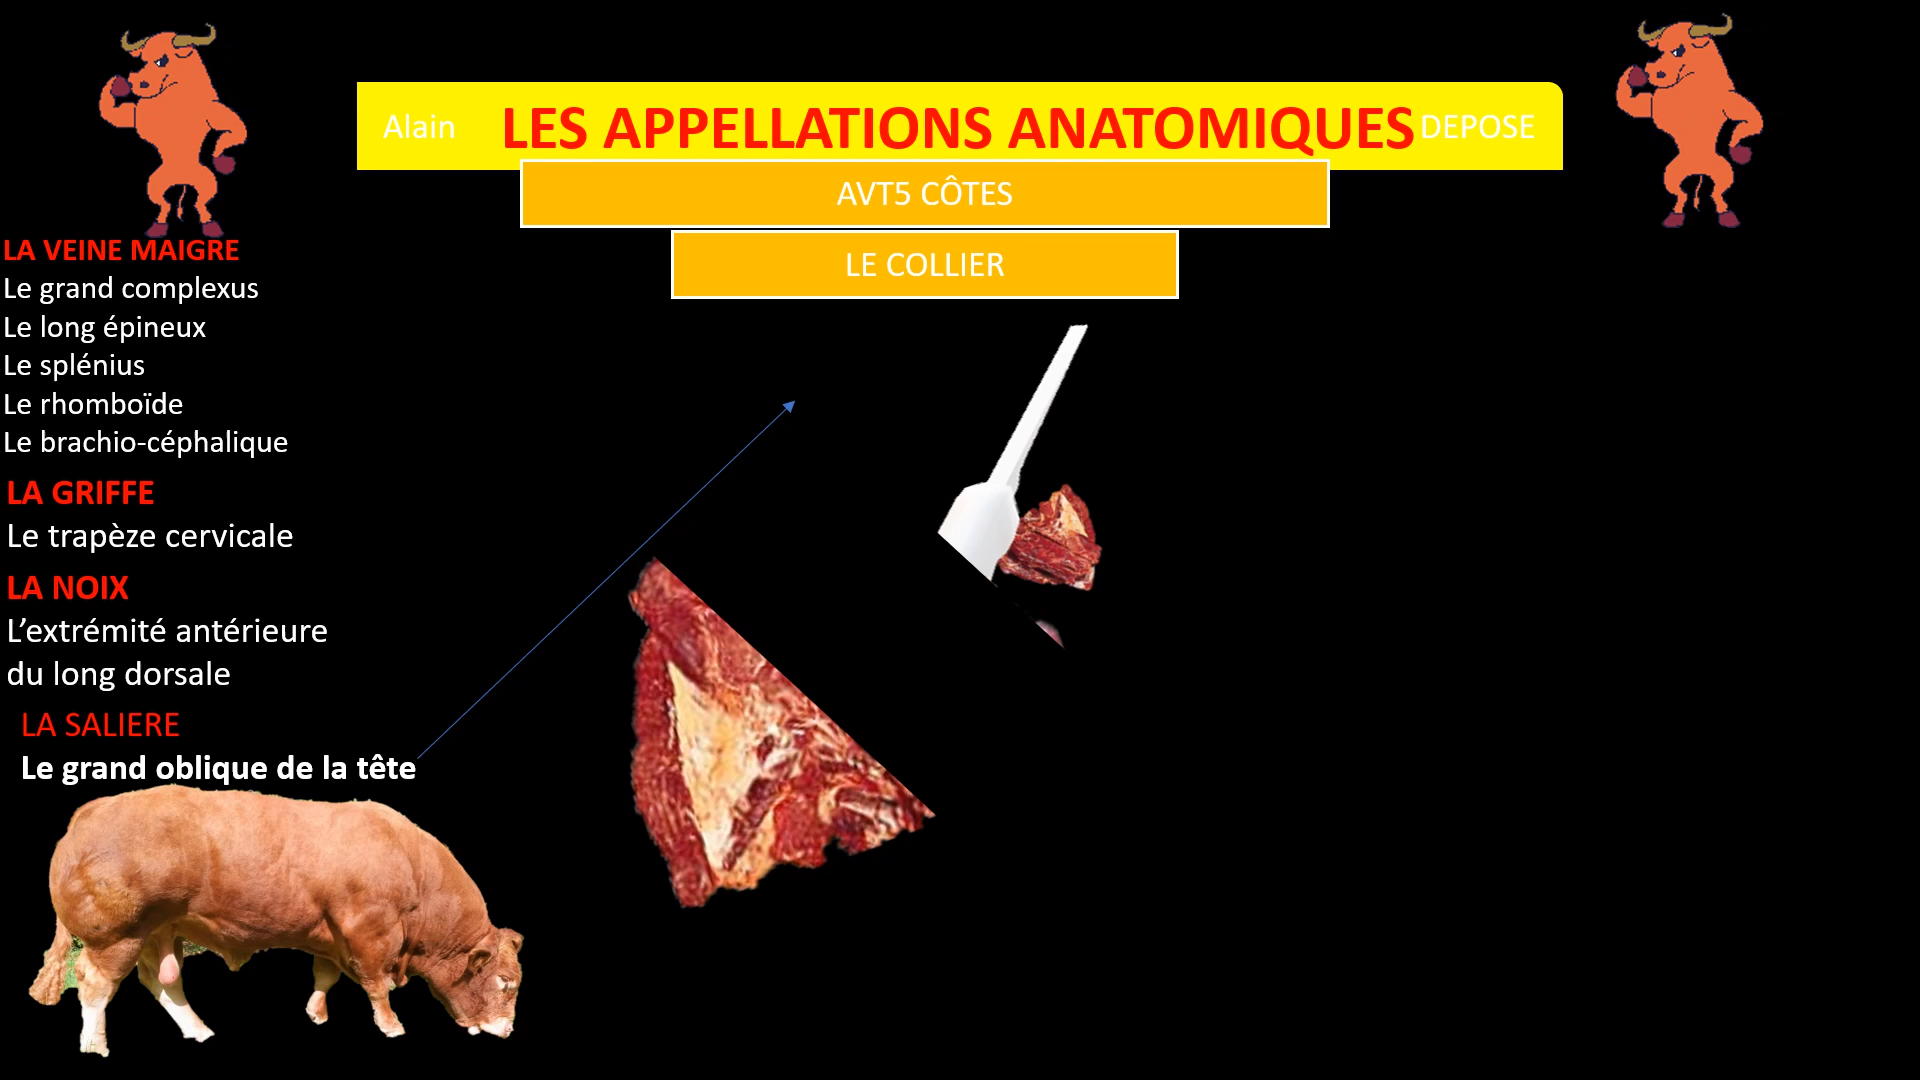 Alain LES APPELLATIONS ANATOMIQUES DEPOSE
AVT5 CÔTES
LE COLLIER
LA VEINE MAIGRE
Le grand complexus
Le long épineux
Le splénius
Le rhomboïde
Le brachio-céphalique
LA GRIFFE
Le trapèze cervicale
LA NOIX
L’extrémité antérieure
du long dorsale
LA SALIERE
Le grand oblique de la tête